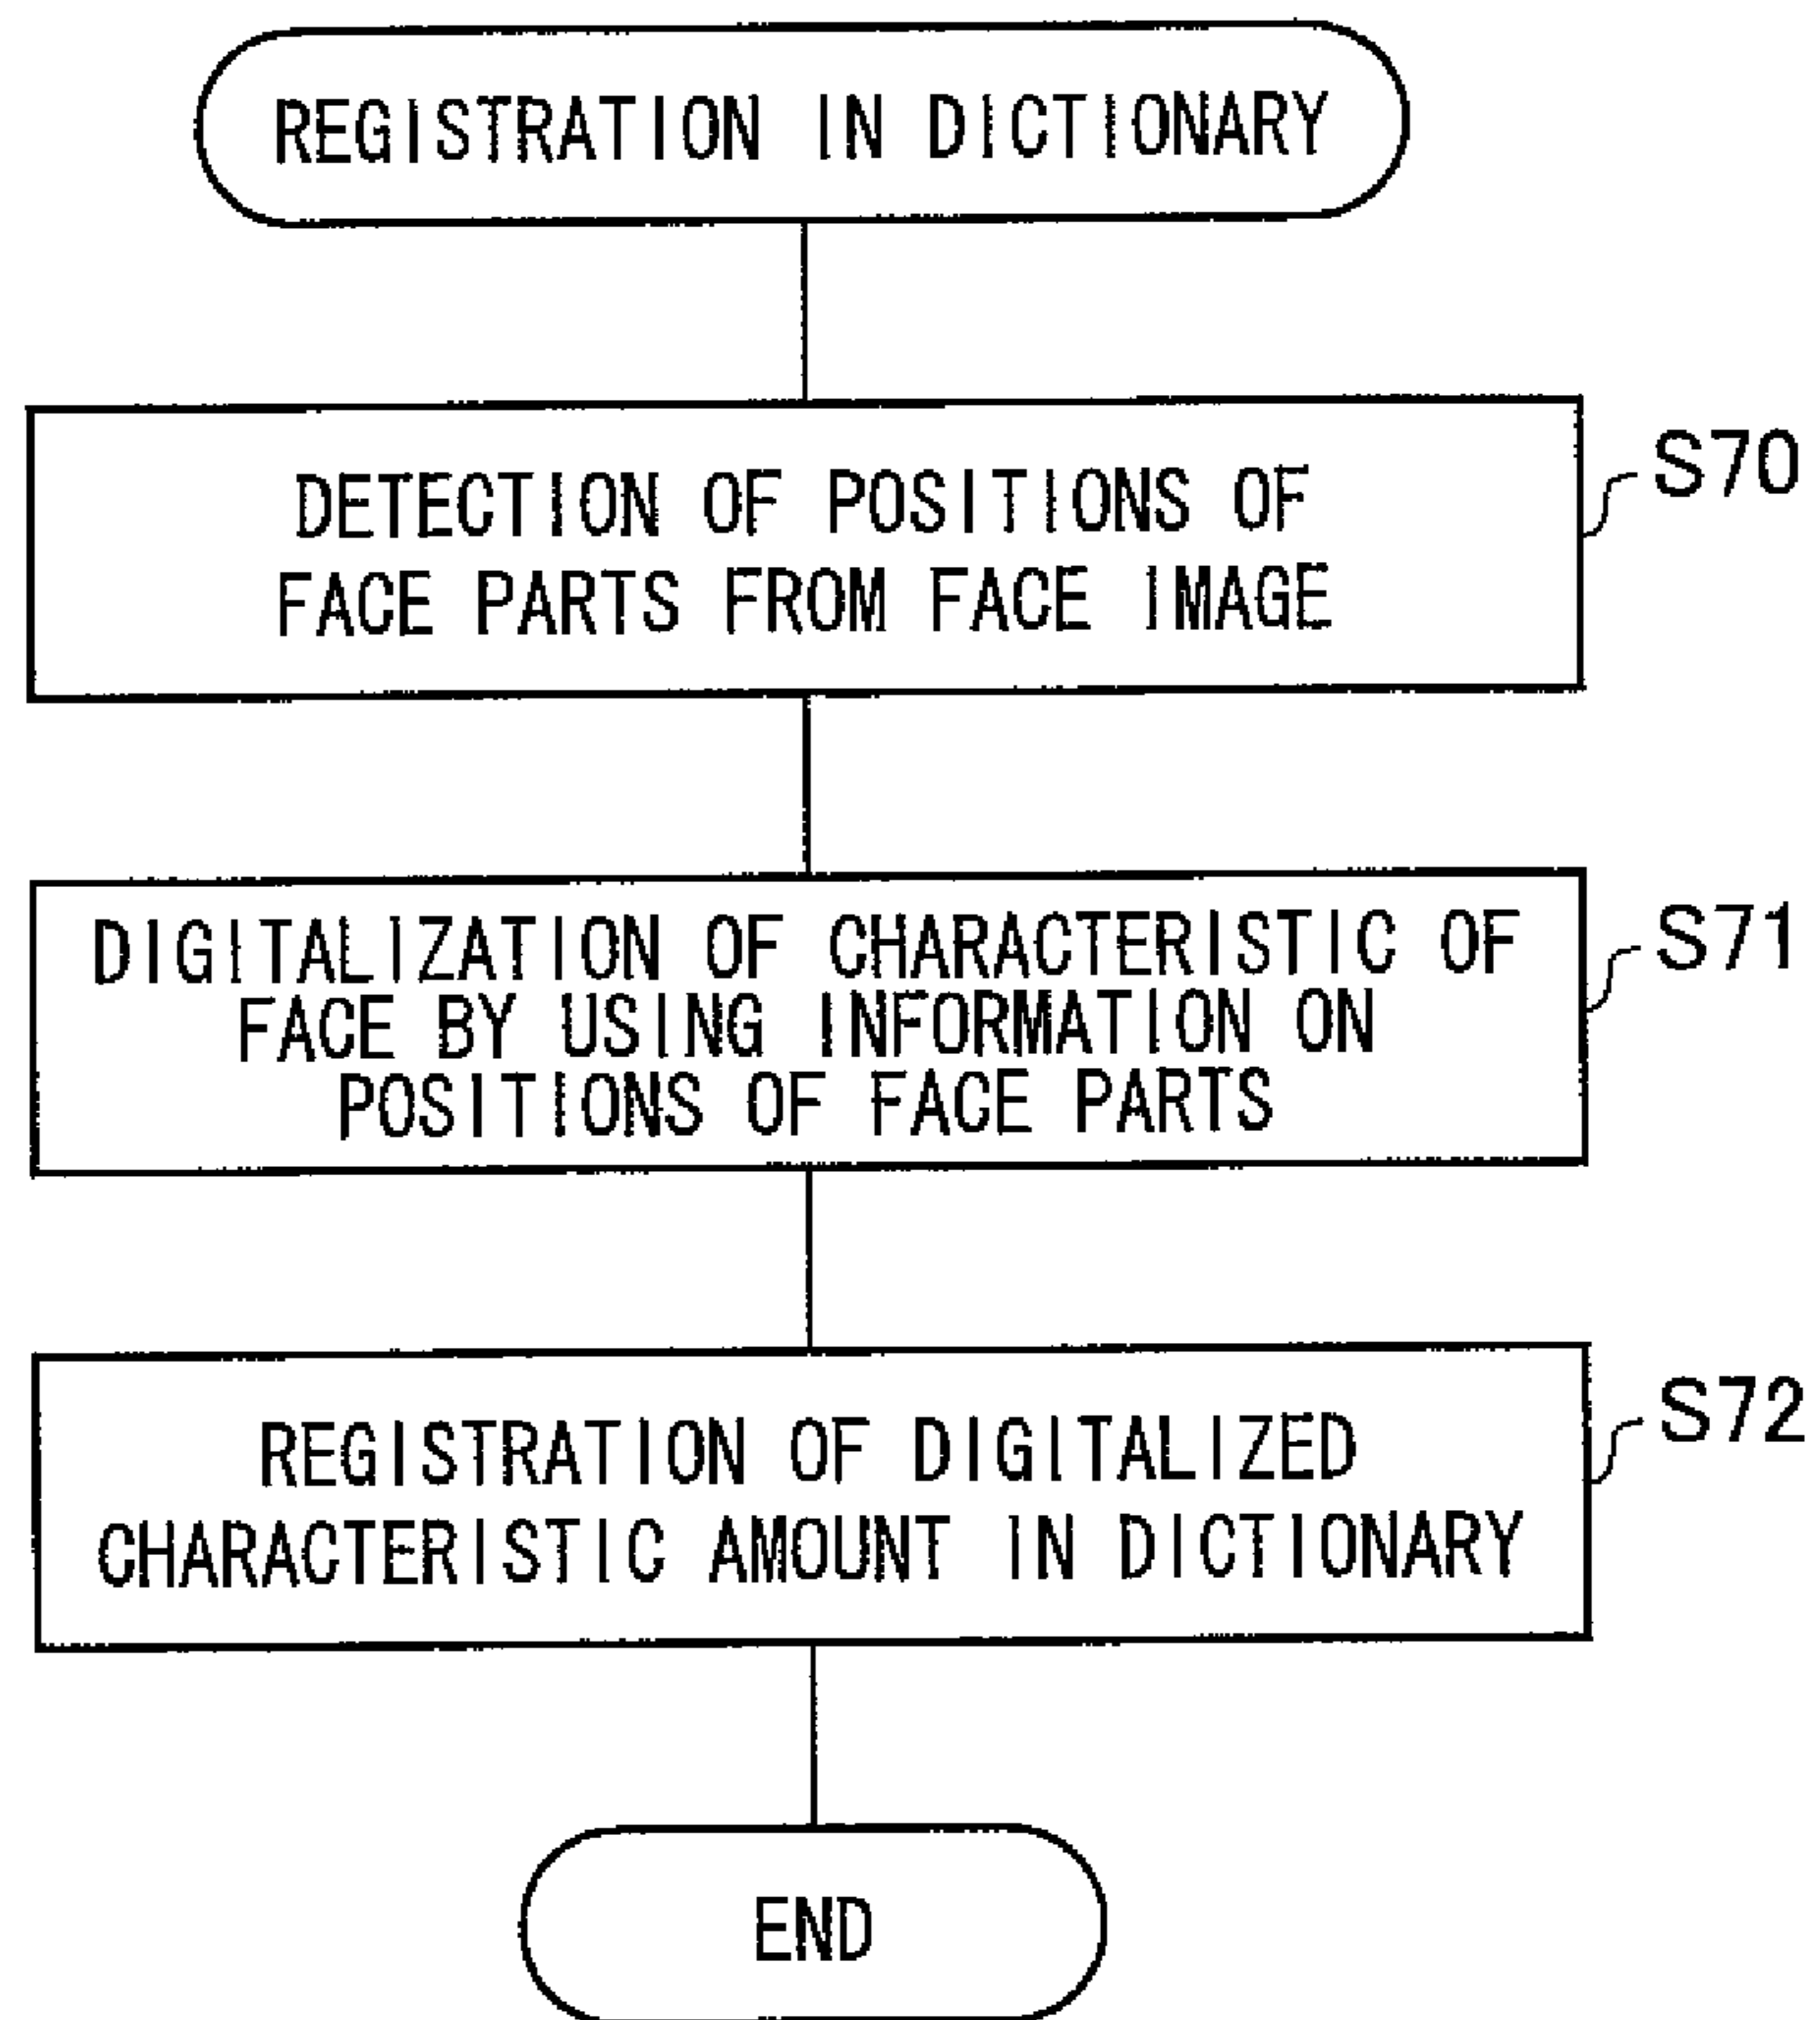 REGISTRATION IN DICTIONARY
DETECTION OF POSITIONS OF
FACE PARTS FROM FACE IMAGE
S70
DIGITALIZATION OF CHARACTERISTIC OF
FACE BY USING INFORMATION ON
POSITIONS OF FACE PARTS
S71
REGISTRATION OF DIGITALIZED
CHARACTERISTIC AMOUNT IN DICTIONARY
S72
END